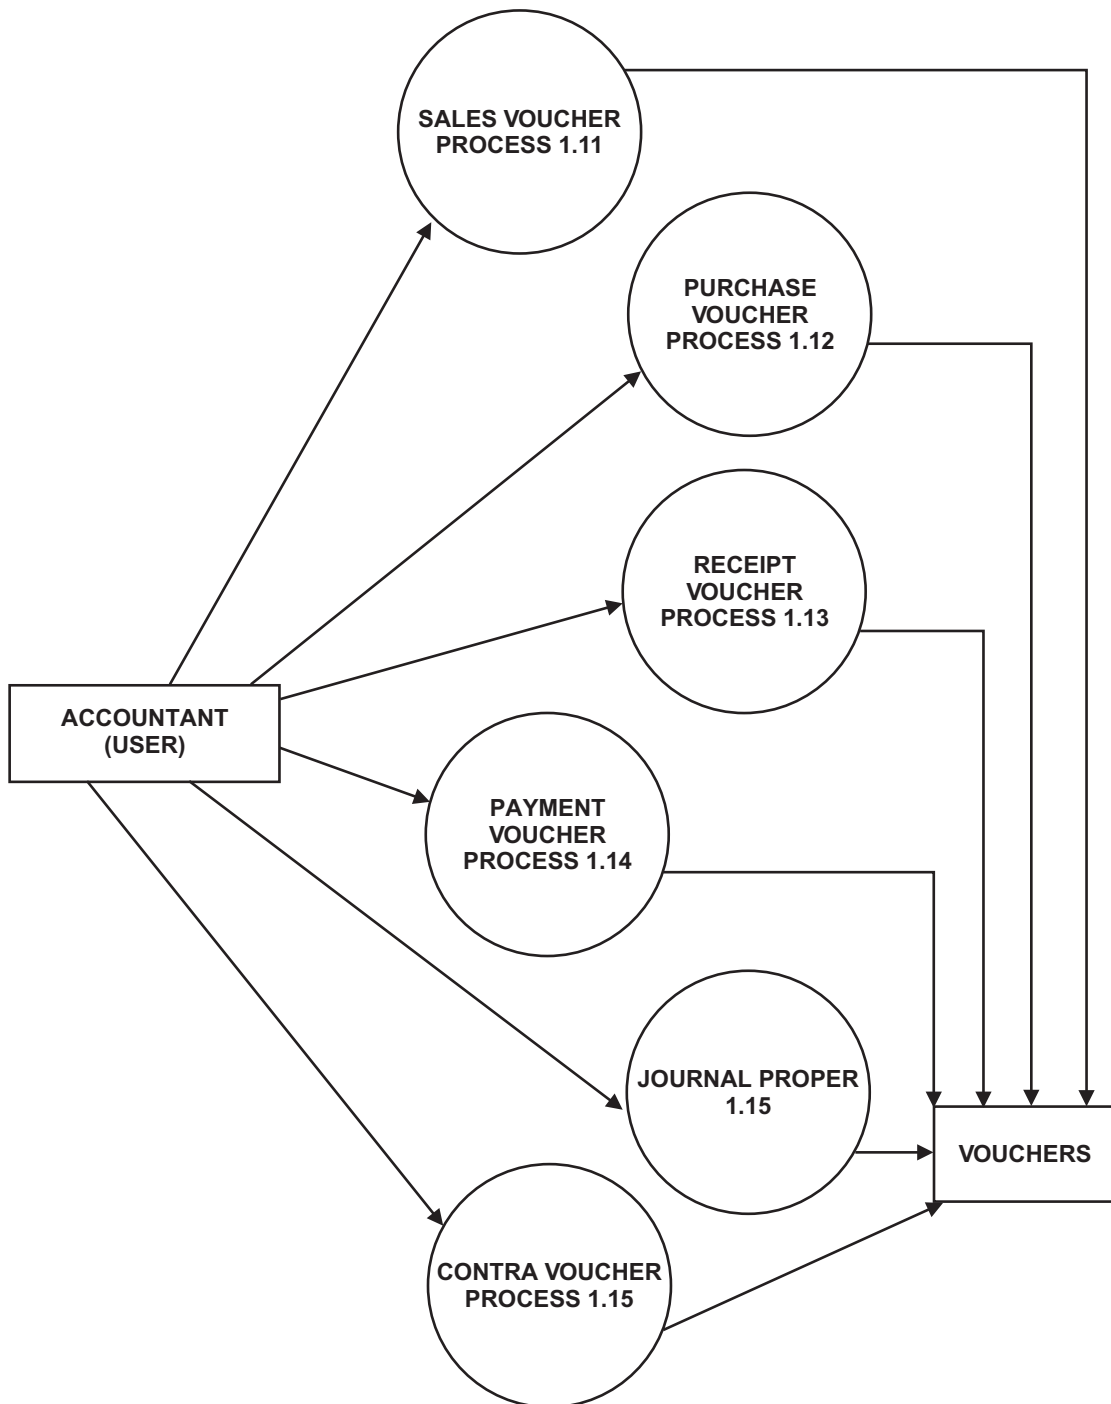 SALES VOUCHER
PROCESS 1.11
PURCHASE
VOUCHER
PROCESS 1.12
RECEIPT
VOUCHER
PROCESS 1.13
ACCOUNTANT
(USER)
PAYMENT
VOUCHER
PROCESS 1.14
JOURNAL PROPER
1.15
VOUCHERS
CONTRA VOUCHER
PROCESS 1.15